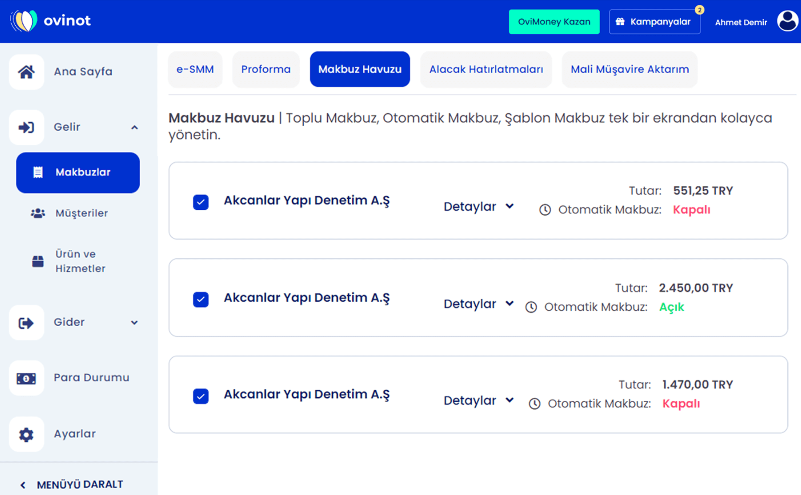 ovinot
OviMoney Kazan
Kampanyalar
2
Ahmet Demir
Ana Sayfa
Gelir
Makbuzlar
Müşteriler
Ürün ve
Hizmetler
Gider
Para Durumu
Ayarlar
MENÜYÜ DARALT
e-SMM
Proforma
Makbuz Havuzu
Alacak Hatırlatmaları
Mali Müşavire Aktarım
Makbuz Havuzu | Toplu Makbuz, Otomatik Makbuz, Şablon Makbuz tek bir ekrandan kolayca
yönetin.
Akcanlar Yapı Denetim A.Ş
Detaylar
Tutar: 551,25 TRY
Otomatik Makbuz: Kapalı
Akcanlar Yapı Denetim A.Ş
Detaylar
Tutar: 2.450,00 TRY
Otomatik Makbuz: Açık
Akcanlar Yapı Denetim A.Ş
Detaylar
Tutar: 1.470,00 TRY
Otomatik Makbuz: Kapalı